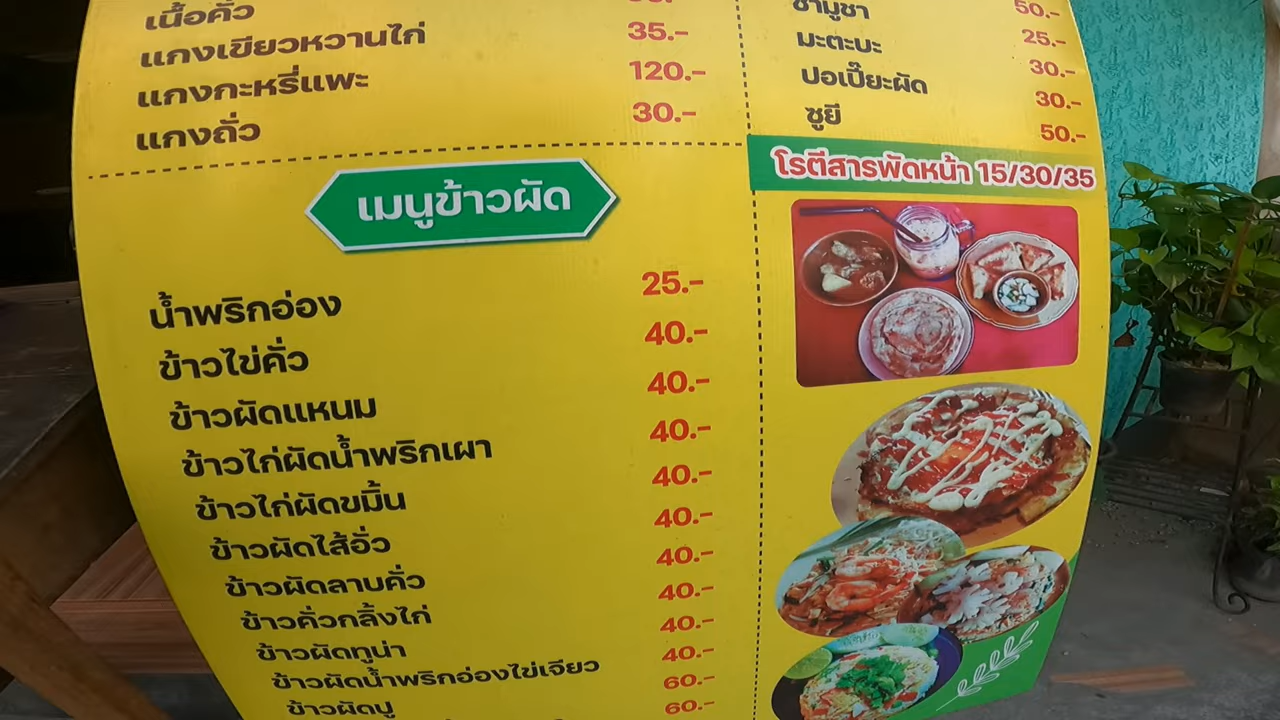 เนื้อคั่ว
แกงเขียวหวานไก่ 35.-
แกงกะหรี่แพะ 120.-
แกงถั่ว 30.-
50.-
ซามูซา 25.-
มะตะบะ 30.-
ปอเปี๊ยะผัด 30.-
ซูยี 50.-
โรตีสารพัดหน้า 15/30/35
เมนูข้าวผัด
น้ำพริกอ่อง 25.-
ข้าวไข่คั่ว 40.-
ข้าวผัดแหนม 40.-
ข้าวไก่ผัดน้ำพริกเผา 40.-
ข้าวไก่ผัดขมิ้น 40.-
ข้าวผัดไส้อั่ว 40.-
ข้าวผัดลาบคั่ว 40.-
ข้าวคั่วกลิ้งไก่ 40.-
ข้าวผัดทูน่า 40.-
ข้าวผัดน้ำพริกอ่องไข่เจียว 40.-
ข้าวผัดปู 60.-
60.-